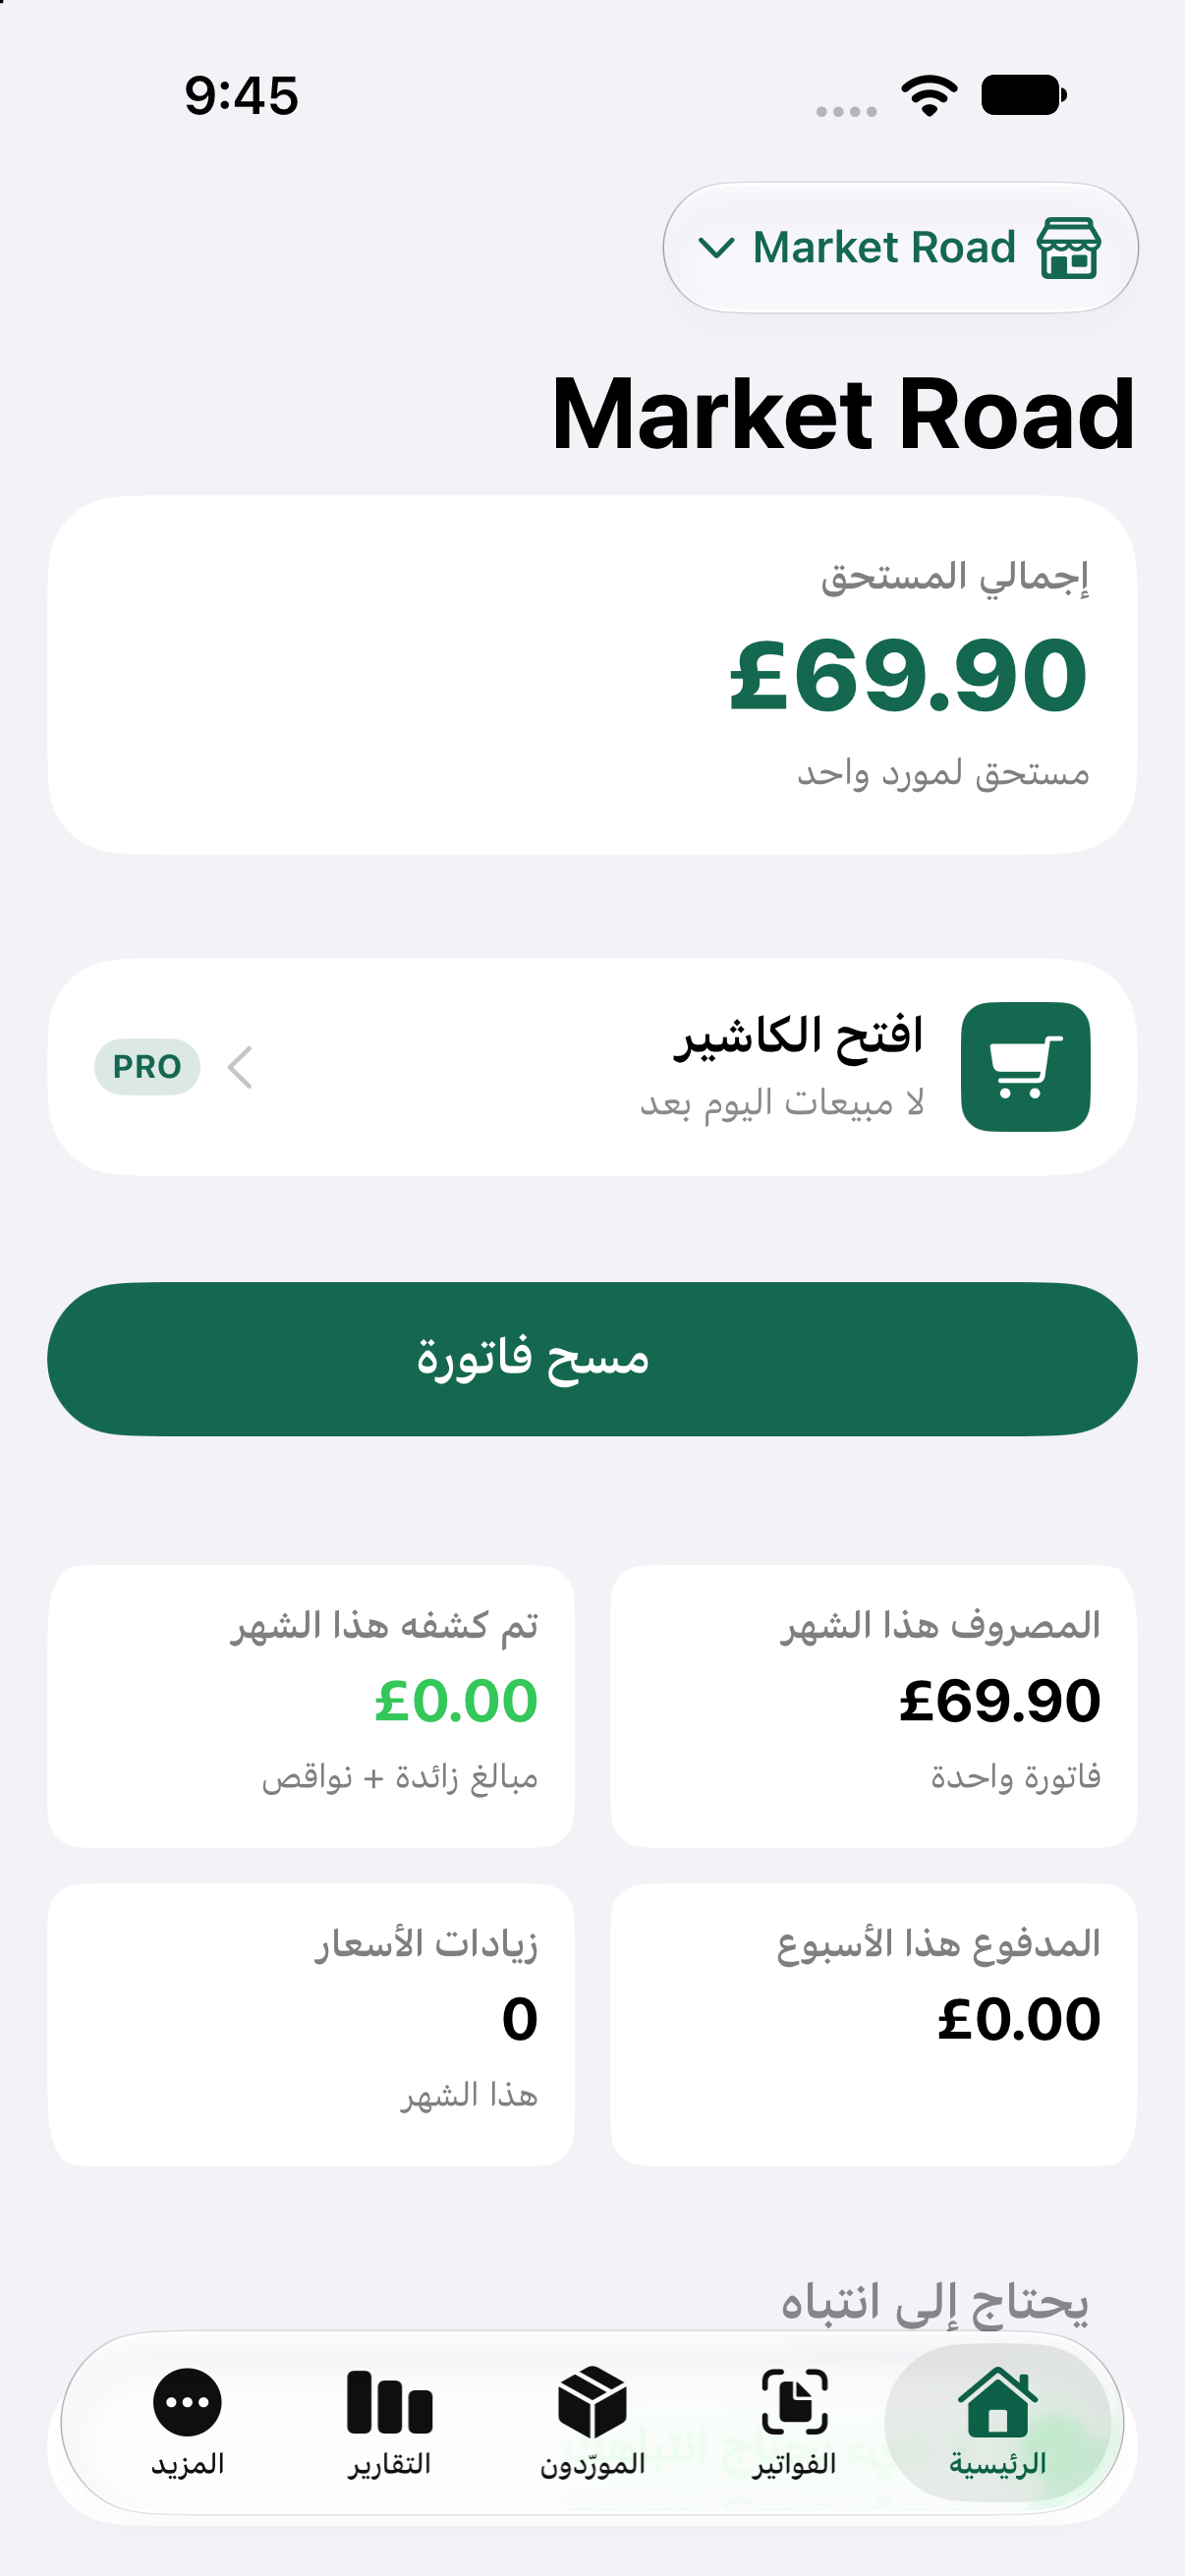 9:45
Market Road
Market Road
إجمالي المستحق
£69.90
مستحق لمورد واحد
افتح الكاشير
لا مبيعات اليوم بعد
PRO
مسح فاتورة
المصروف هذا الشهر
£69.90
فاتورة واحدة
تم كشفه هذا الشهر
£0.00
مبالغ زائدة + نواقص
المدفوع هذا الأسبوع
£0.00
زيادات الأسعار
0
هذا الشهر
يحتاج إلى انتباه
الرئيسية
الفواتير
المورّدون
التقارير
المزيد